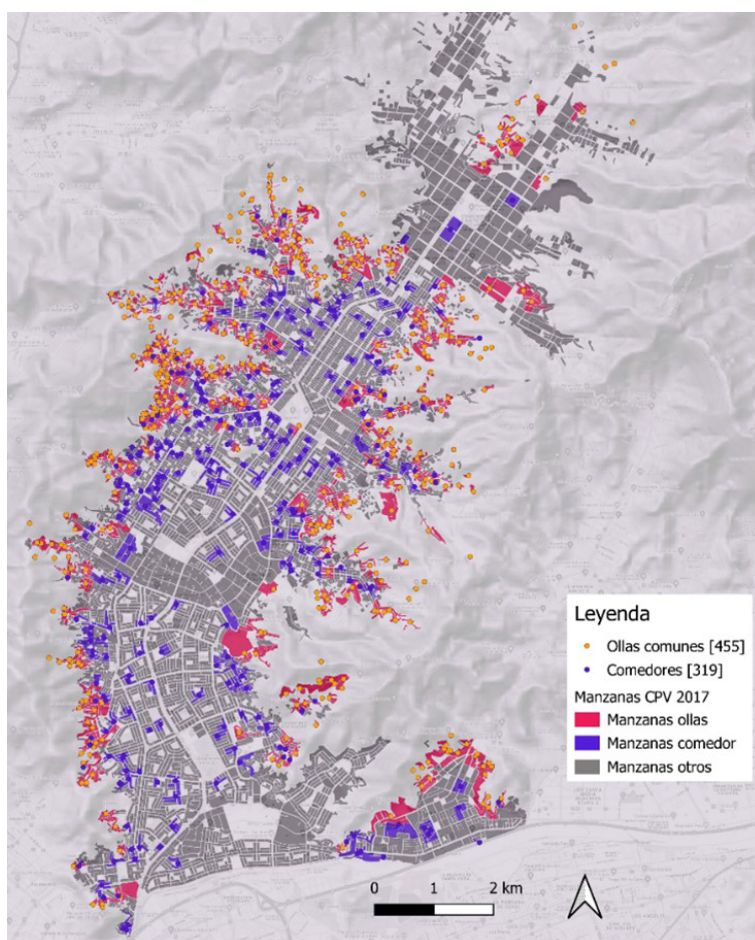 Leyenda
Ollas comunes [455]
Comedores [319]
Manzanas CPV 2017
Manzanas ollas
Manzanas comedor
Manzanas otros
0 1 2 km